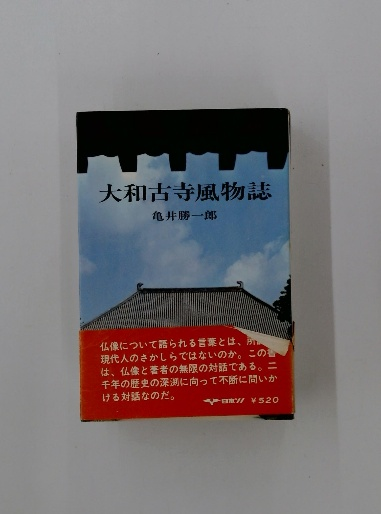 大和古寺風物誌
亀井勝一郎
仏像について語られる言葉とは、所詮
現代人のさかしらではないのか。この書
は、仏像と著者の無限の対話である。二
千年の歴史の深渕に向って不断に問いか
ける対話なのだ。
¥520